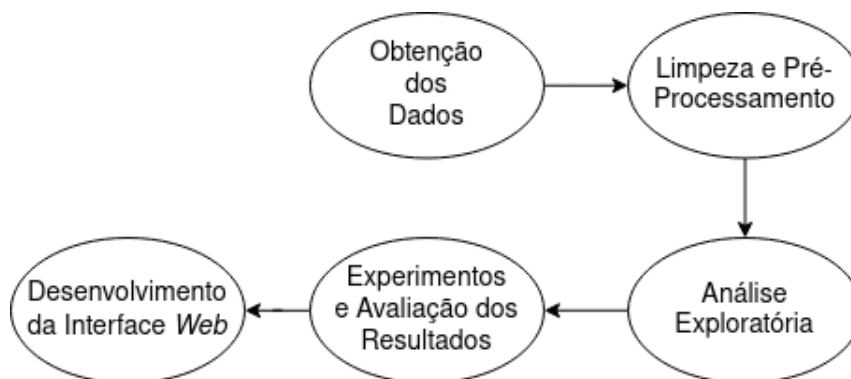 Obtenção
dos
Dados
Limpeza e Pré-
Processamento
Análise
Exploratória
Experimentos
e Avaliação dos
Resultados
Desenvolvimento
da Interface Web